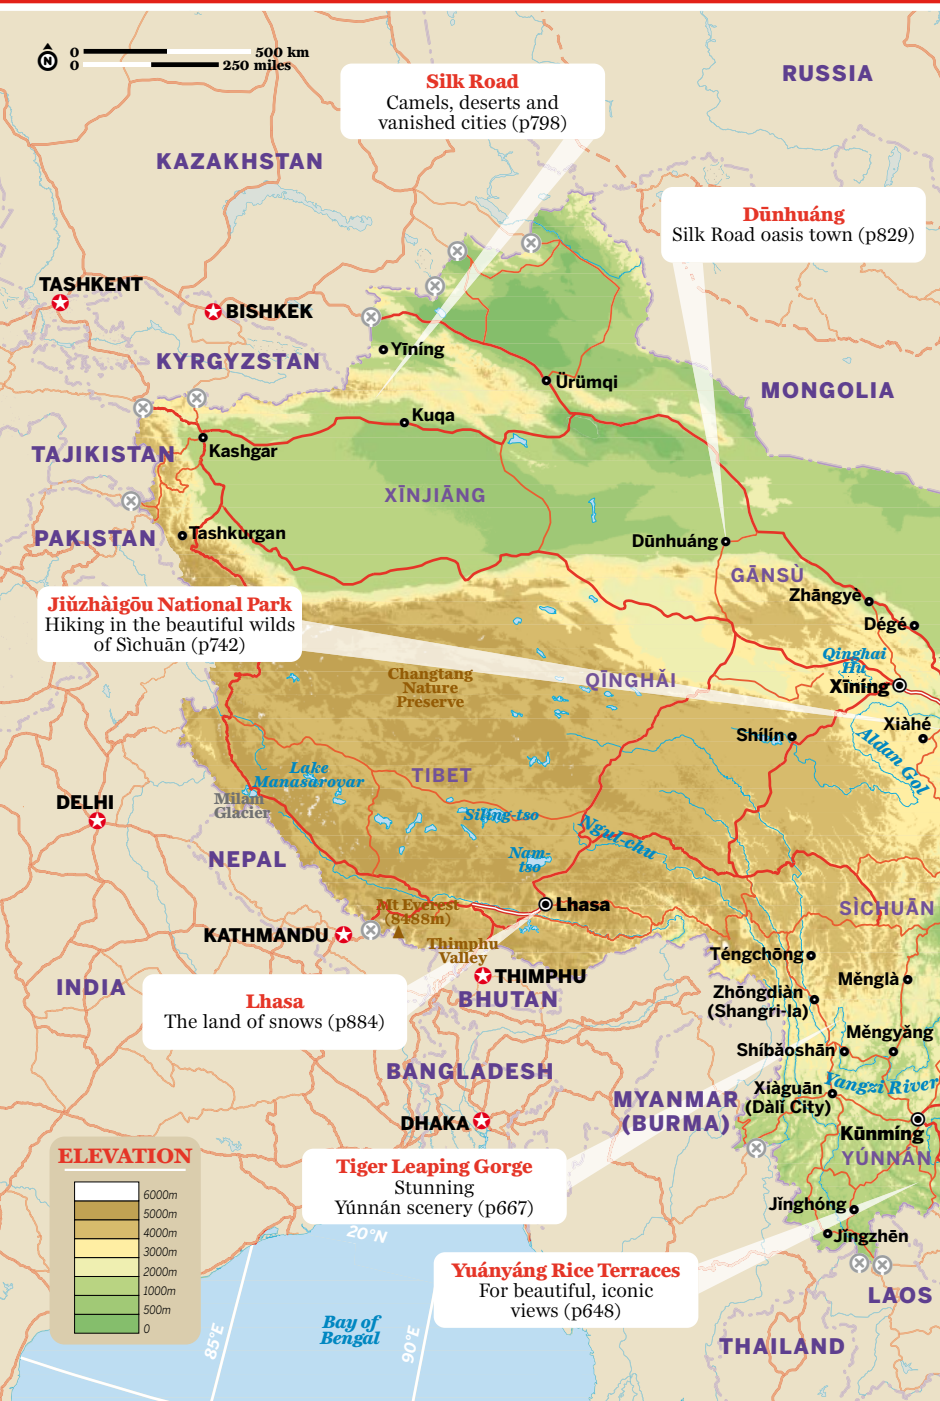 N
0
500 km
0
250 miles
RUSSIA
Silk Road
Camels, deserts and
vanished cities (p798)
KAZAKHSTAN
Dūnhuáng
Silk Road oasis town (p829)
TASHKENT
BISHKEK
Yīníng
KYRGYZSTAN
Ürümqi
MONGOLIA
Kuqa
TAJIKISTAN
Kashgar
XĪNJIĀNG
PAKISTAN
Tashkurgan
Dūnhuáng
GĀNSÙ
Zhāngyè
Jiǔzhàigōu National Park
Hiking in the beautiful wilds
of Sìchuān (p742)
Dégé
Qinghai
Hu
Changtang
Nature
Preserve
QĪNGHǍI
Xīníng
Xiàhé
Shílín
Aldan Gol
Lake
Manasarovar
TIBET
Milam
Glacier
DELHI
Siling-tso
Ngul-chu
NEPAL
Nam-
tso
Mt Everest
(8488m)
Lhasa
SÌCHUĀN
KATHMANDU
Thimphu
Valley
Téngchōng
THIMPHU
Měnglà
INDIA
BHUTAN
Zhōngdiàn
(Shangri-la)
Lhasa
The land of snows (p884)
Měngyǎng
Shíbǎoshān
BANGLADESH
Yangzi River
MYANMAR
(BURMA)
Xiàguān
(Dàlǐ City)
DHAKA
Kūnmíng
YÚNNÁN
ELEVATION
6000m
5000m
4000m
3000m
2000m
1000m
500m
0
Tiger Leaping Gorge
Stunning
Yúnnán scenery (p667)
Jǐnghóng
20°N
Jǐngzhēn
Yuányáng Rice Terraces
For beautiful, iconic
views (p648)
LAOS
Bay of
Bengal
85°E
90°E
THAILAND